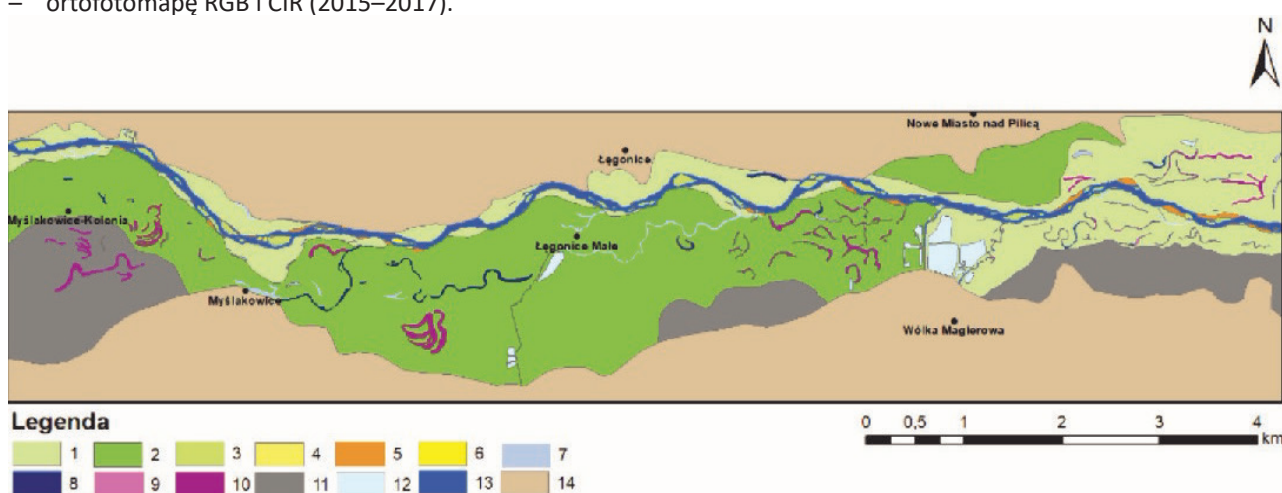 – ortofotomapę RGB i CIR (2015–2017).
N
Nowe Miasto nad Pilicą
Łęgonice
Myślakowice-Kolonia
Łęgonice Małe
Myślakowice
Wólka Magierowa
Legenda
1 2 3 4 5 6 7
8 9 10 11 12 13 14
0 0,5 1 2 3 4
km